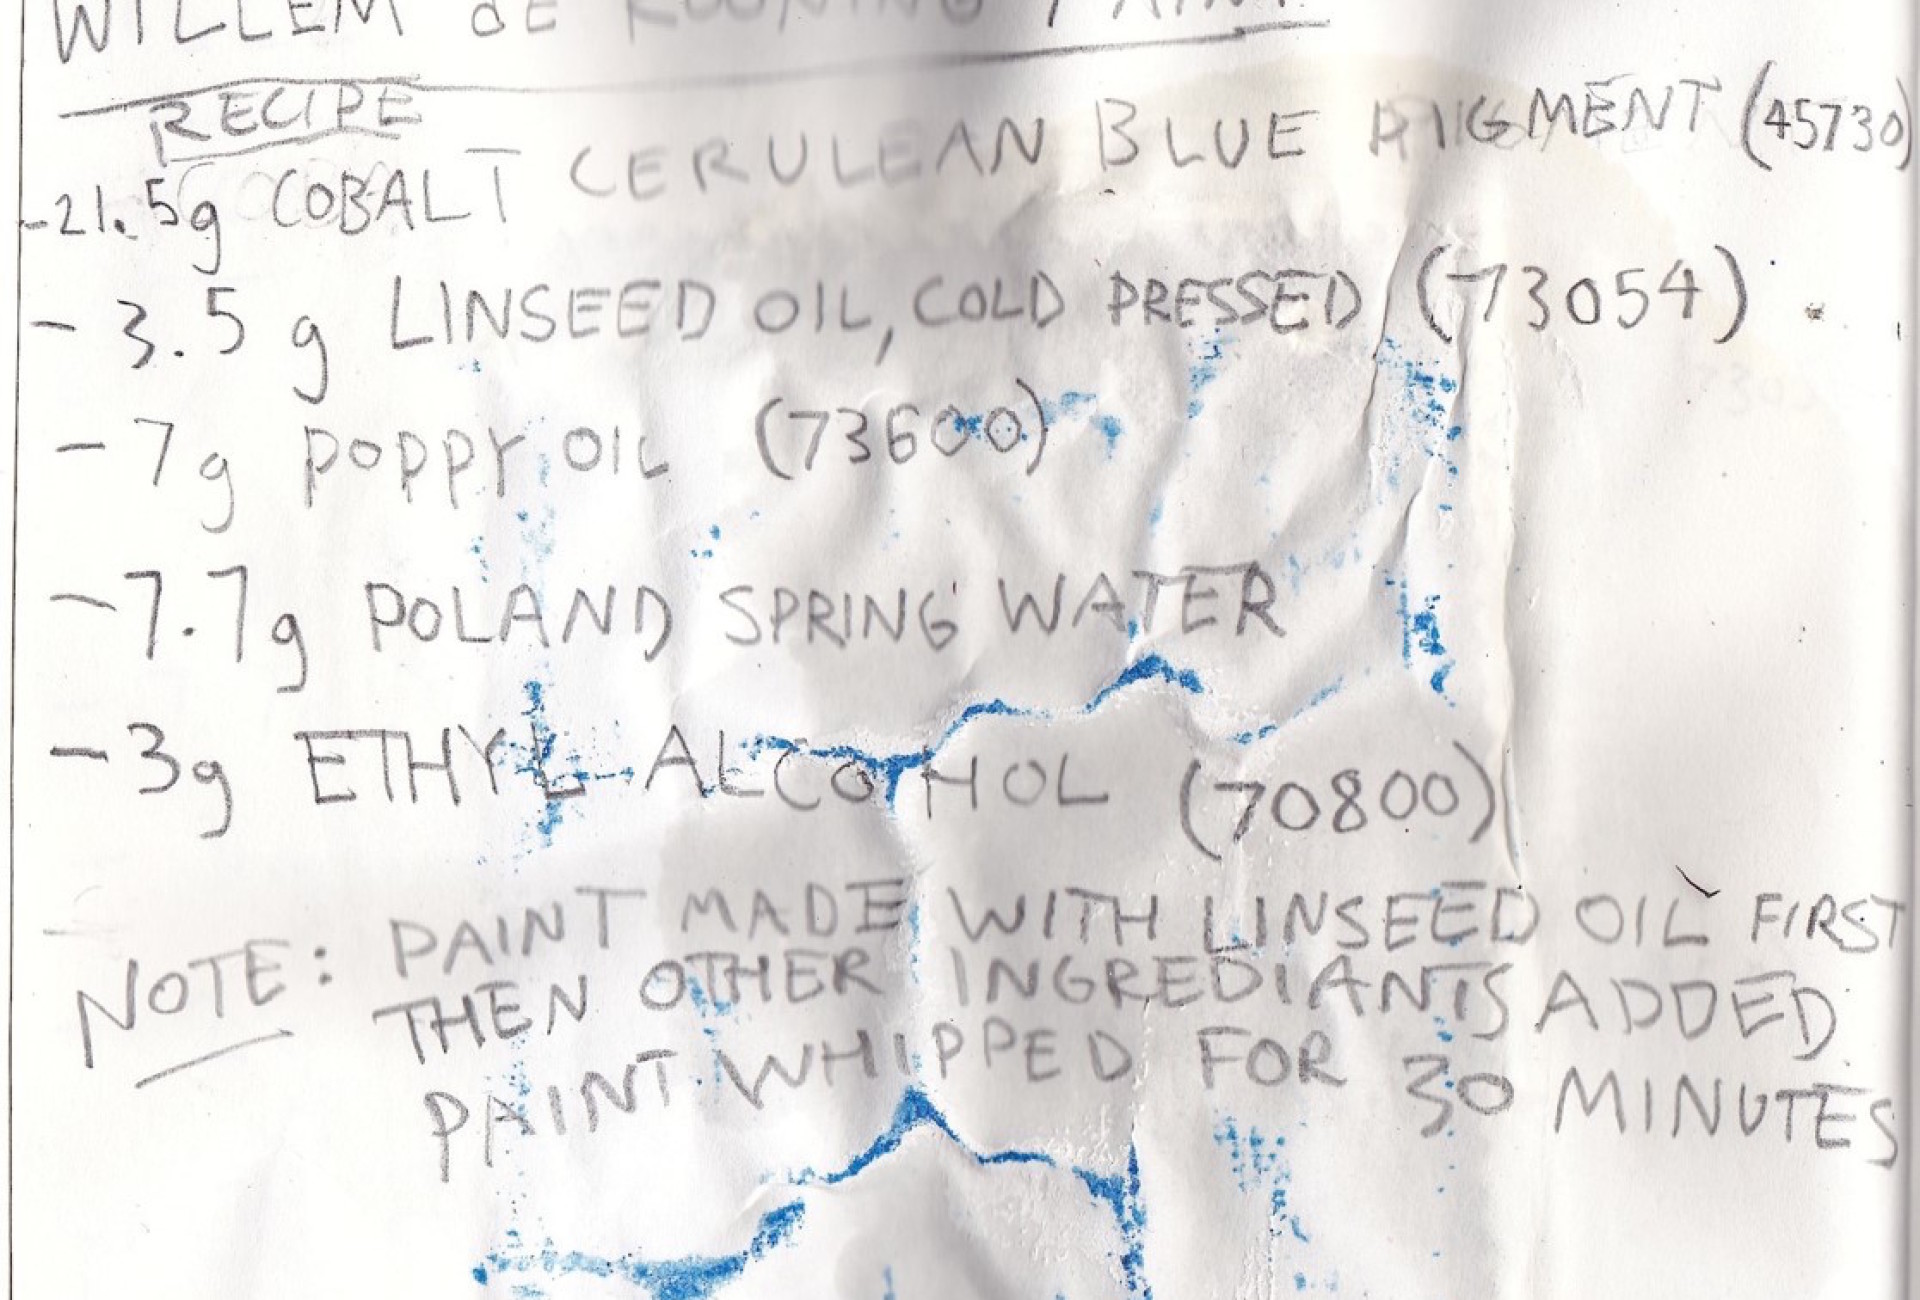 WILLEM de KOONING PAINT
RECIPE
-21.5g COBALT CERULEAN BLUE PIGMENT (45730)
- 3.5 g LINSEED OIL, COLD PRESSED (73054)
- 7g POPPY OIL (73600)
- 7.7g POLAND SPRING WATER
- 3g ETHYL ALCOHOL (70800)
NOTE: PAINT MADE WITH LINSEED OIL FIRST
THEN OTHER INGREDIANTS ADDED
PAINT WHIPPED FOR 30 MINUTES